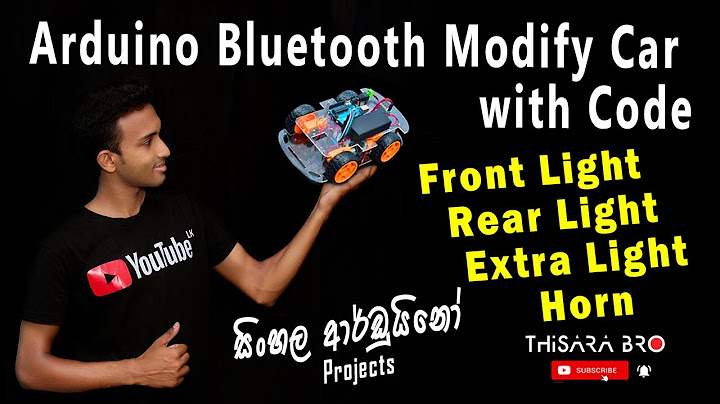 Arduino Bluetooth Modify Car
with Code
Front Light
Rear Light
Extra Light
Horn
YouTube LK
සිංහල ආර්ඩුයිනෝ
Projects
THiSARA BRO
SUBSCRIBE